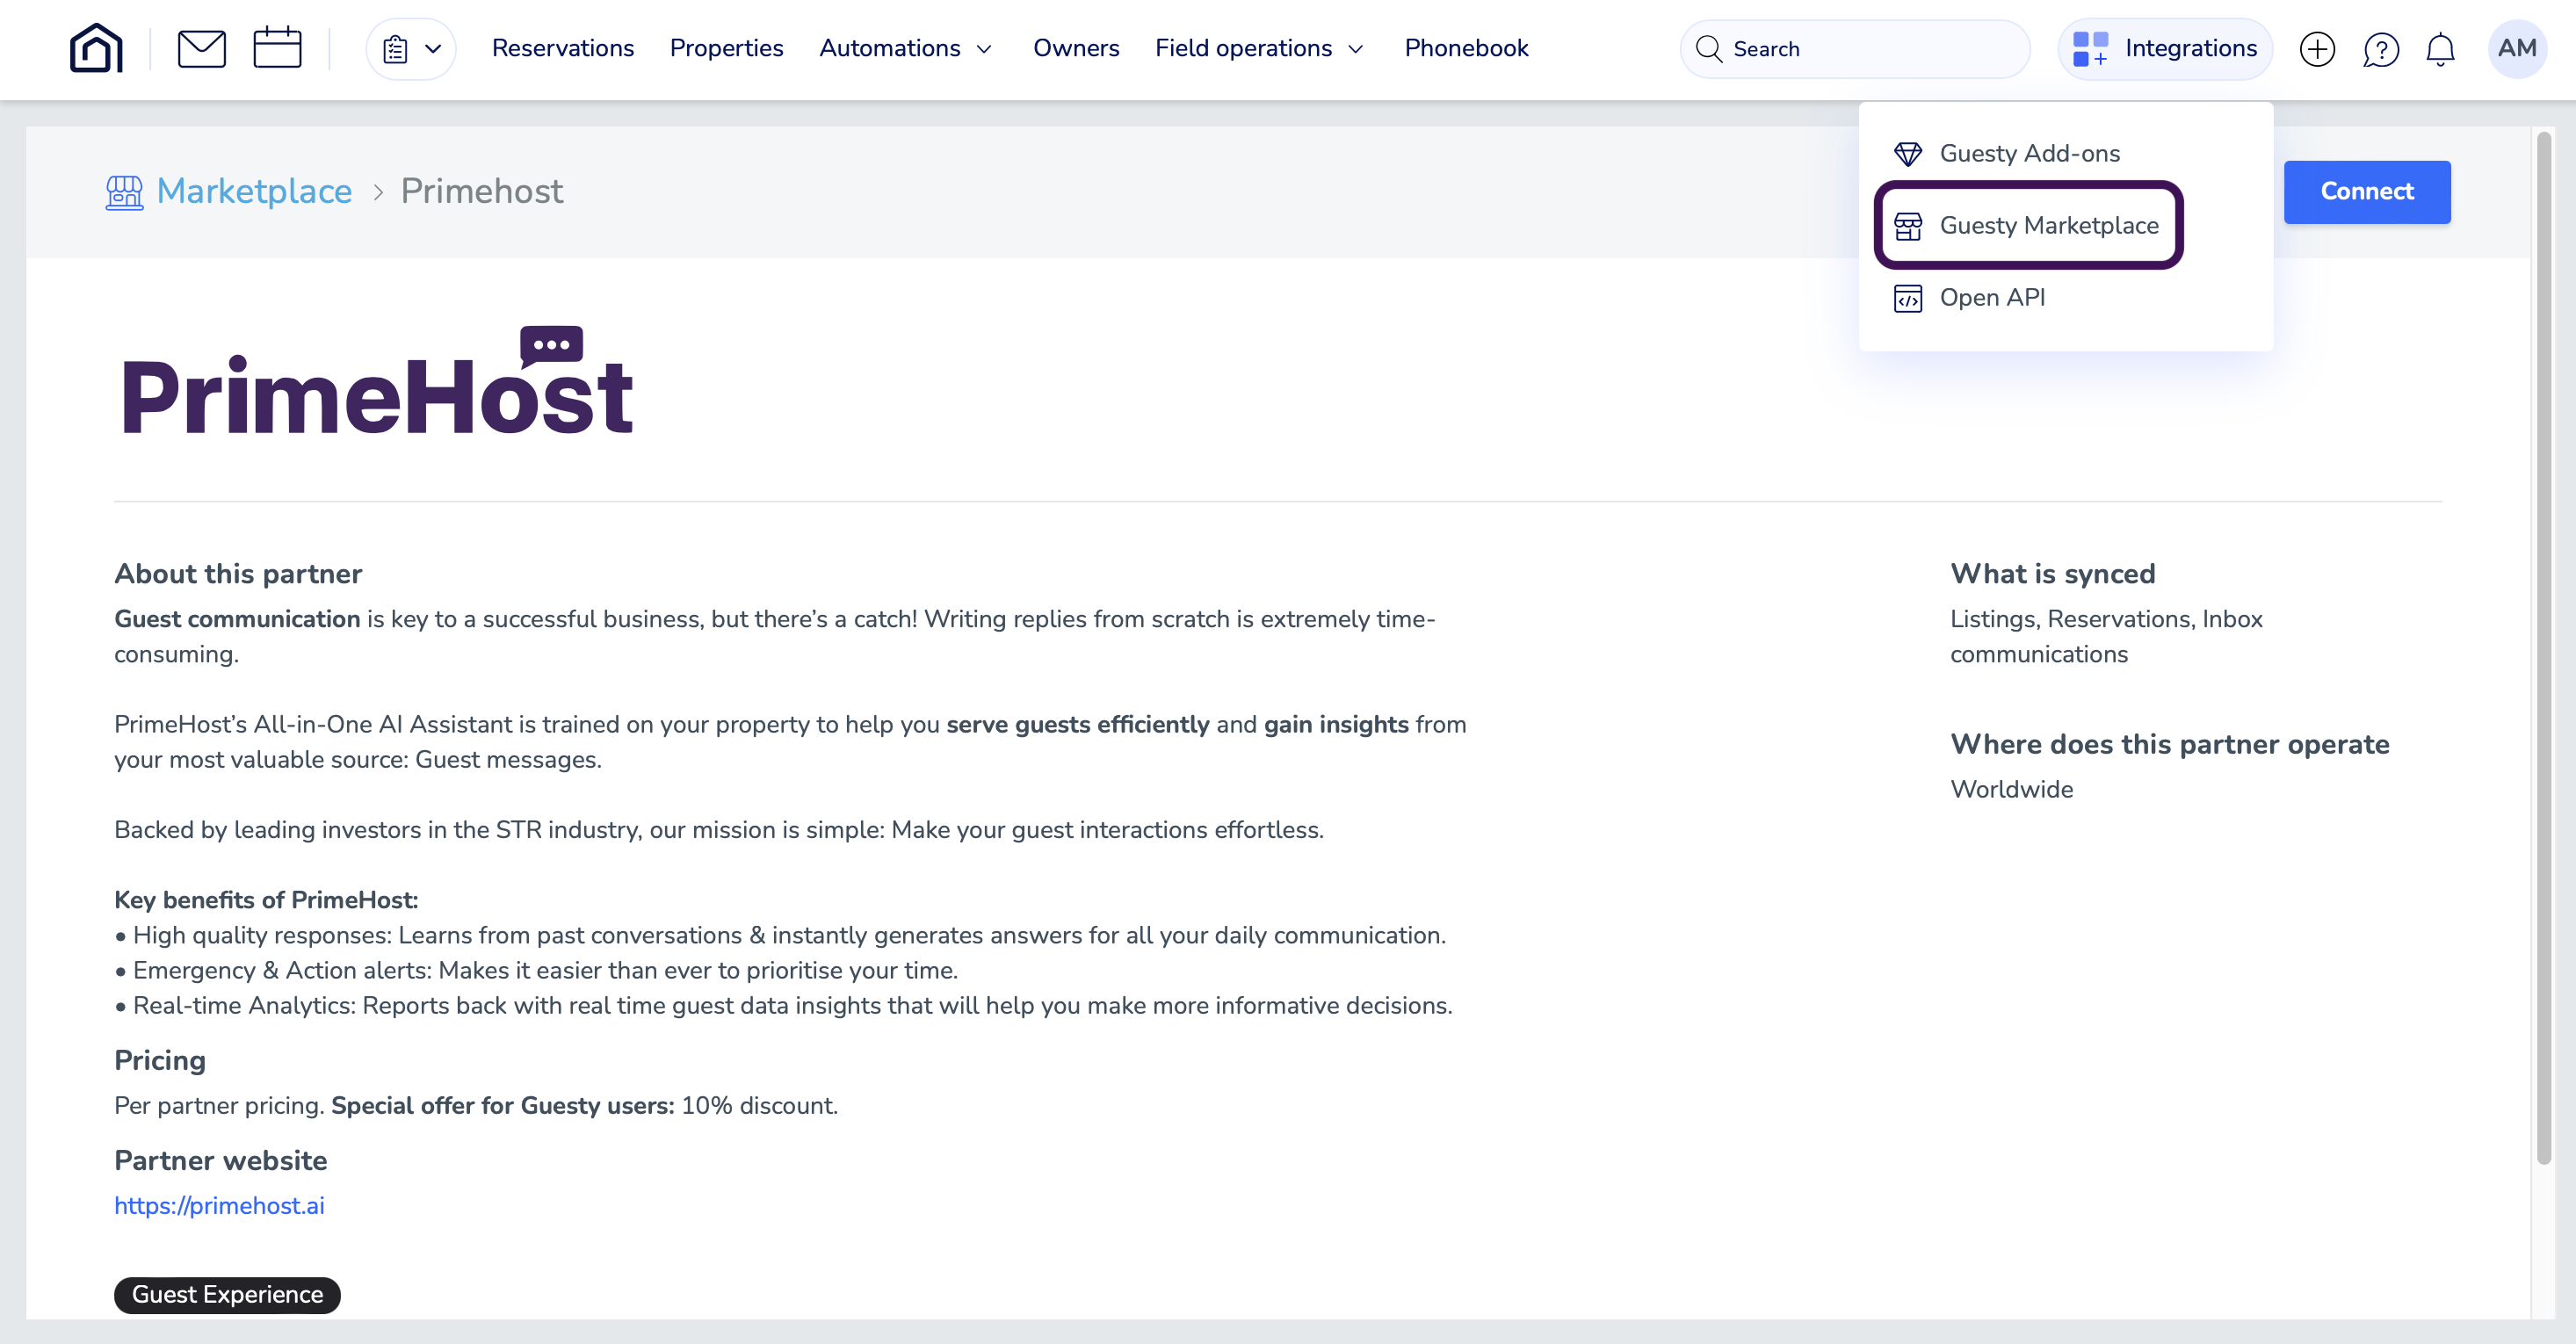 Reservations Properties Automations Owners Field operations Phonebook Search Integrations AM
Guesty Add-ons
Guesty Marketplace
Open API
Marketplace > Primehost
Connect
PrimeHost
About this partner
Guest communication is key to a successful business, but there's a catch! Writing replies from scratch is extremely time-
consuming.
PrimeHost's All-in-One AI Assistant is trained on your property to help you serve guests efficiently and gain insights from
your most valuable source: Guest messages.
Backed by leading investors in the STR industry, our mission is simple: Make your guest interactions effortless.
Key benefits of PrimeHost:
• High quality responses: Learns from past conversations & instantly generates answers for all your daily communication.
• Emergency & Action alerts: Makes it easier than ever to prioritise your time.
• Real-time Analytics: Reports back with real time guest data insights that will help you make more informative decisions.
Pricing
Per partner pricing. Special offer for Guesty users: 10% discount.
Partner website
https://primehost.ai
Guest Experience
What is synced
Listings, Reservations, Inbox
communications
Where does this partner operate
Worldwide